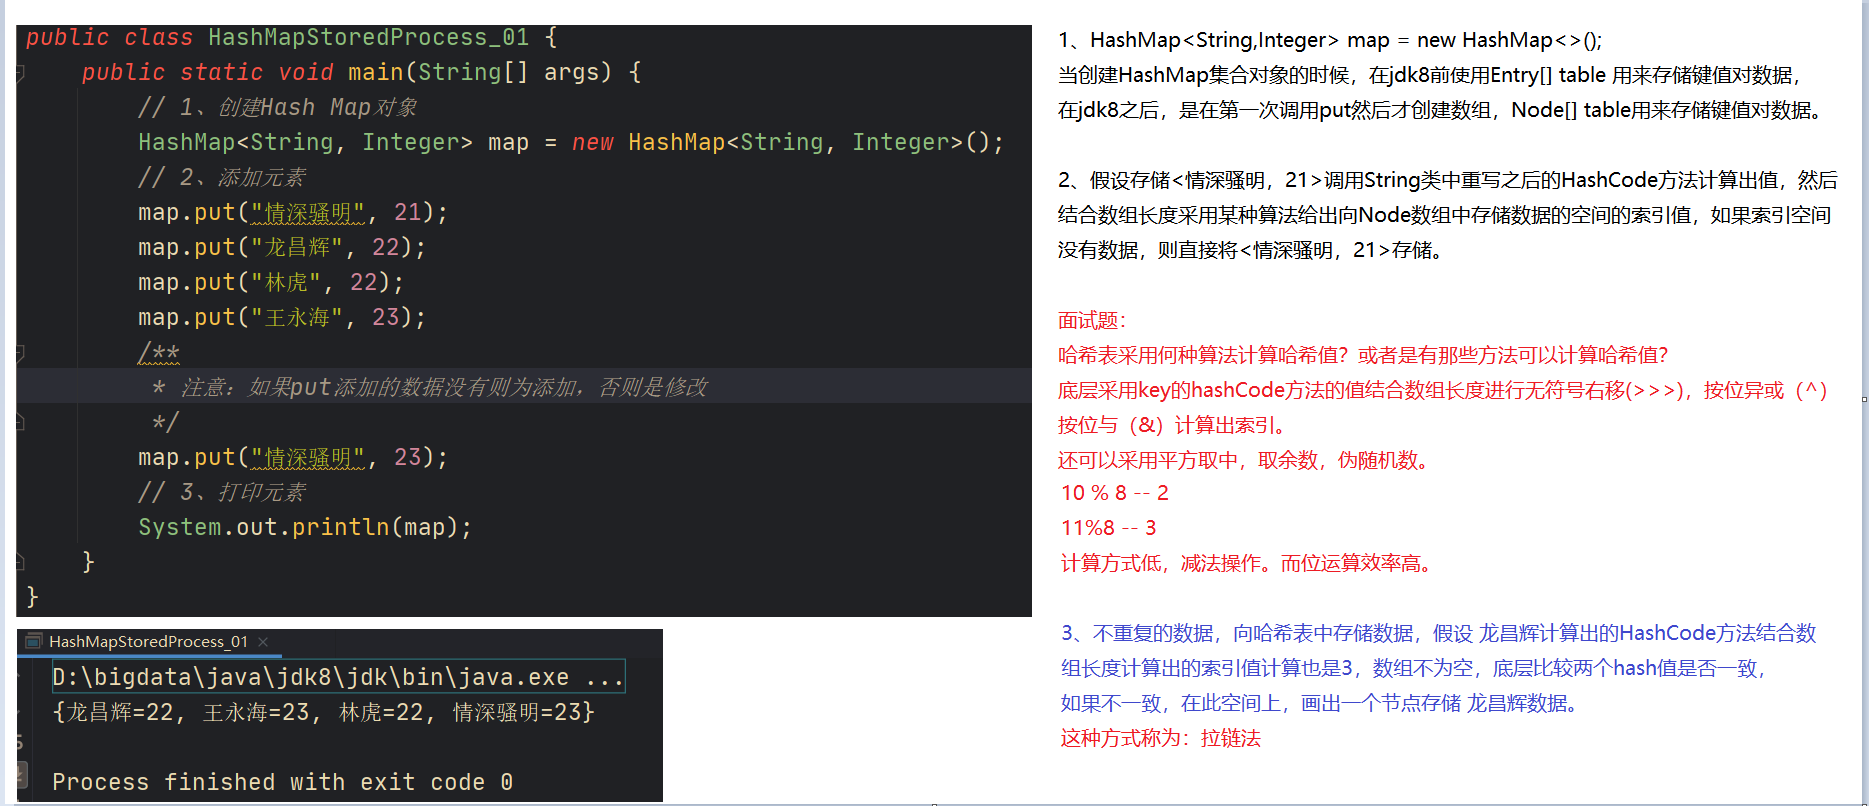 public class HashMapStoredProcess_01 {
public static void main(String[] args) {
// 1、创建Hash Map对象
HashMap<String, Integer> map = new HashMap<String, Integer>();
// 2、添加元素
map.put("情深骚明", 21);
map.put("龙昌辉", 22);
map.put("林虎", 22);
map.put("王永海", 23);
/**
* 注意：如果put添加的数据没有则为添加，否则是修改
*/
map.put("情深骚明", 23);
// 3、打印元素
System.out.println(map);
}
}
HashMapStoredProcess_01 ×
D:\bigdata\java\jdk8\jdk\bin\java.exe ...
{龙昌辉=22, 王永海=23, 林虎=22, 情深骚明=23}
Process finished with exit code 0
1、HashMap<String,Integer> map = new HashMap<>();
当创建HashMap集合对象的时候，在jdk8前使用Entry[] table 用来存储键值对数据，
在jdk8之后，是在第一次调用put然后才创建数组，Node[] table用来存储键值对数据。
2、假设存储<情深骚明，21>调用String类中重写之后的HashCode方法计算出值，然后
结合数组长度采用某种算法给出向Node数组中存储数据的空间的索引值，如果索引空间
没有数据，则直接将<情深骚明，21>存储。
面试题：
哈希表采用何种算法计算哈希值？或者是有那些方法可以计算哈希值？
底层采用key的hashCode方法的值结合数组长度进行无符号右移(>>>)，按位异或（^）
按位与（&）计算出索引。
还可以采用平方取中，取余数，伪随机数。
10 % 8 -- 2
11%8 -- 3
计算方式低，减法操作。而位运算效率高。
3、不重复的数据，向哈希表中存储数据，假设 龙昌辉计算出的HashCode方法结合数
组长度计算出的索引值计算也是3，数组不为空，底层比较两个hash值是否一致，
如果不一致，在此空间上，画出一个节点存储 龙昌辉数据。
这种方式称为：拉链法